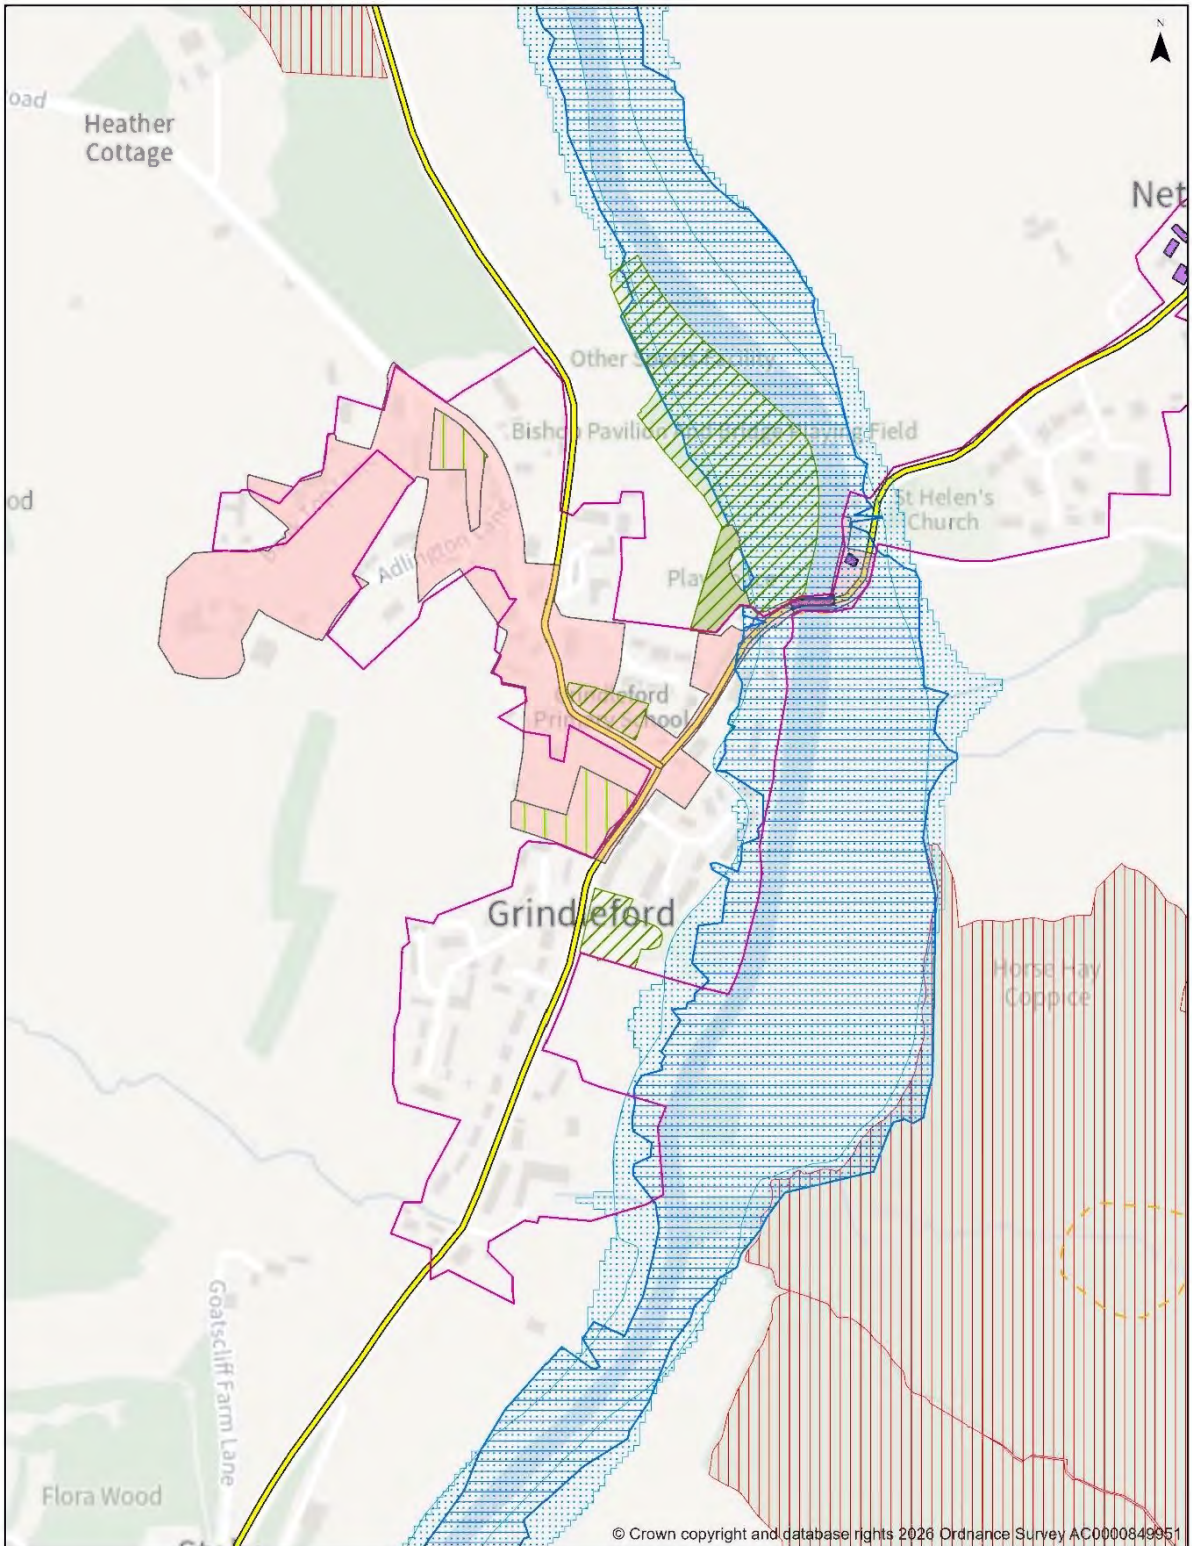 N
oad
Heather
Cottage
Net
Other
Bishop Pavilion
Field
od
St Helen's
Church
Adlington Lane
Play
Primary School
Grindleford
Horse Hay
Coppice
Goatscliff Farm Lane
Flora Wood
© Crown copyright and database rights 2026 Ordnance Survey AC0000849951